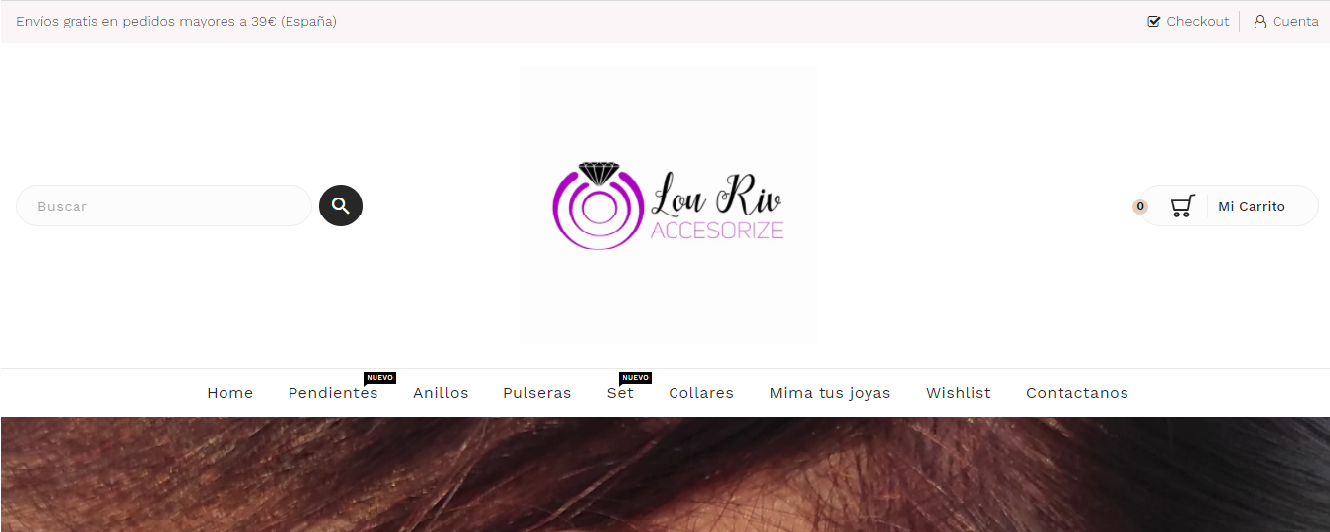 Envíos gratis en pedidos mayores a 39€ (España)
Checkout
Cuenta
Buscar
Lou Riv
ACCESORIZE
0
Mi Carrito
NUEVO
NUEVO
Home Pendientes Anillos Pulseras Set Collares Mima tus joyas Wishlist Contactanos